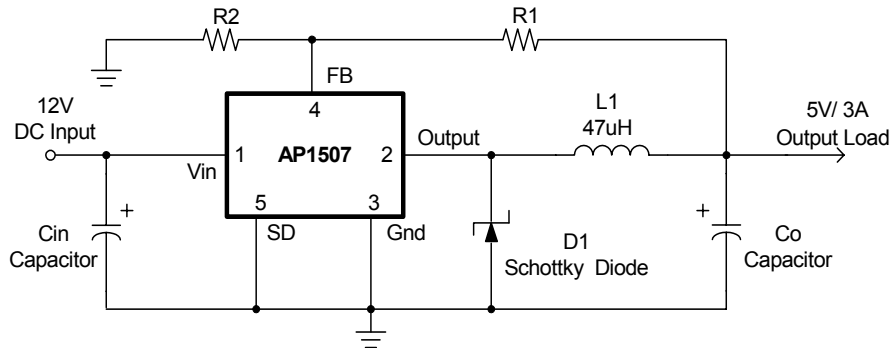 R2
R1
FB
4
12V
DC Input
L1
47uH
5V/ 3A
Output Load
Output
1
AP1507
2
Vin
5
3
SD
Gnd
+
Cin
Capacitor
D1
Schottky Diode
+
Co
Capacitor